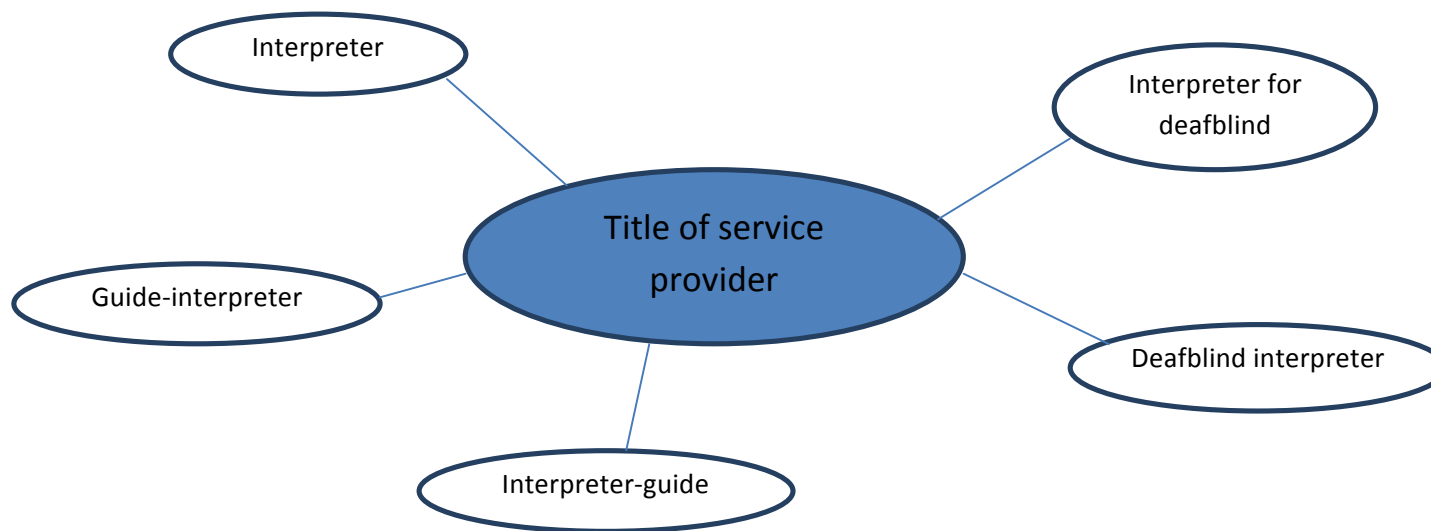 Interpreter
Interpreter for
deafblind
Title of service
provider
Guide-interpreter
Deafblind interpreter
Interpreter-guide